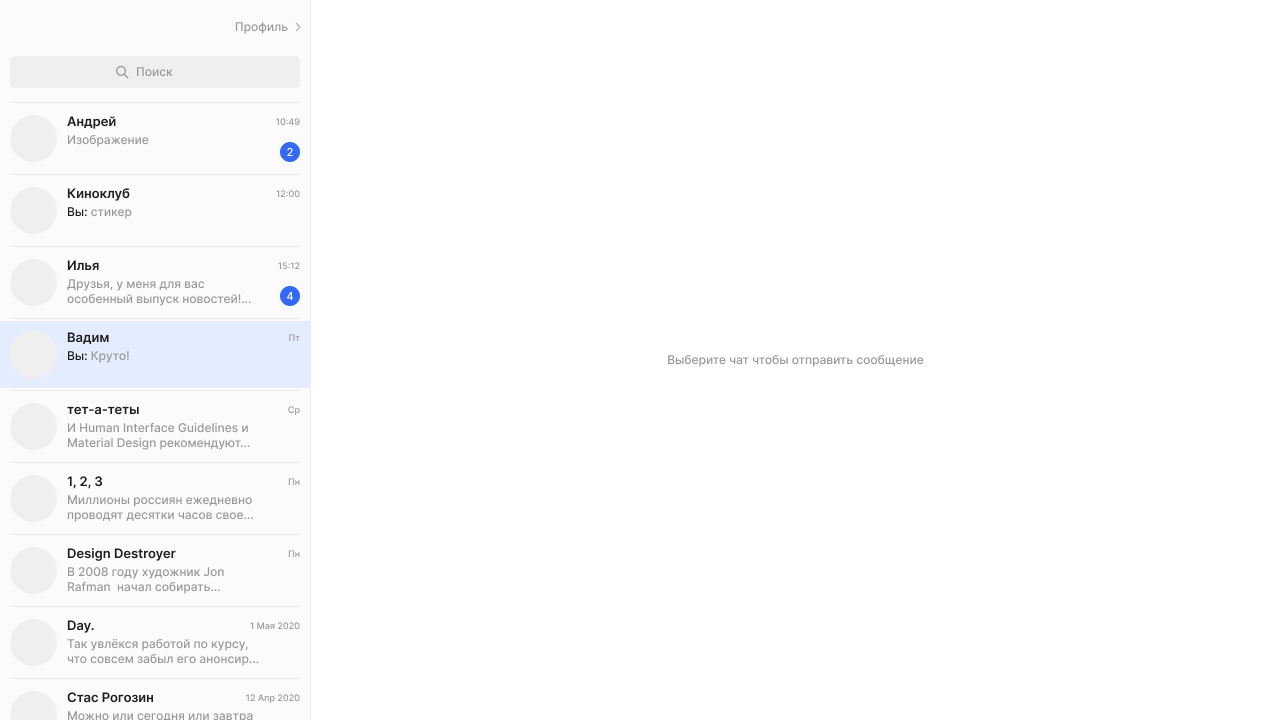 Профиль
Поиск
Андрей
10:49
Изображение
2
Киноклуб
12:00
Вы: стикер
Илья
15:12
Друзья, у меня для вас
особенный выпуск новостей!...
4
Вадим
Пт
Вы: Круто!
тет-а-теты
Ср
И Human Interface Guidelines и
Material Design рекомендуют...
1, 2, 3
Пн
Миллионы россиян ежедневно
проводят десятки часов свое...
Design Destroyer
Пн
В 2008 году художник Jon
Rafman  начал собирать...
Day.
1 Мая 2020
Так увлёкся работой по курсу,
что совсем забыл его анонсир...
Стас Рогозин
12 Апр 2020
Можно или сегодня или завтра
Выберите чат чтобы отправить сообщение